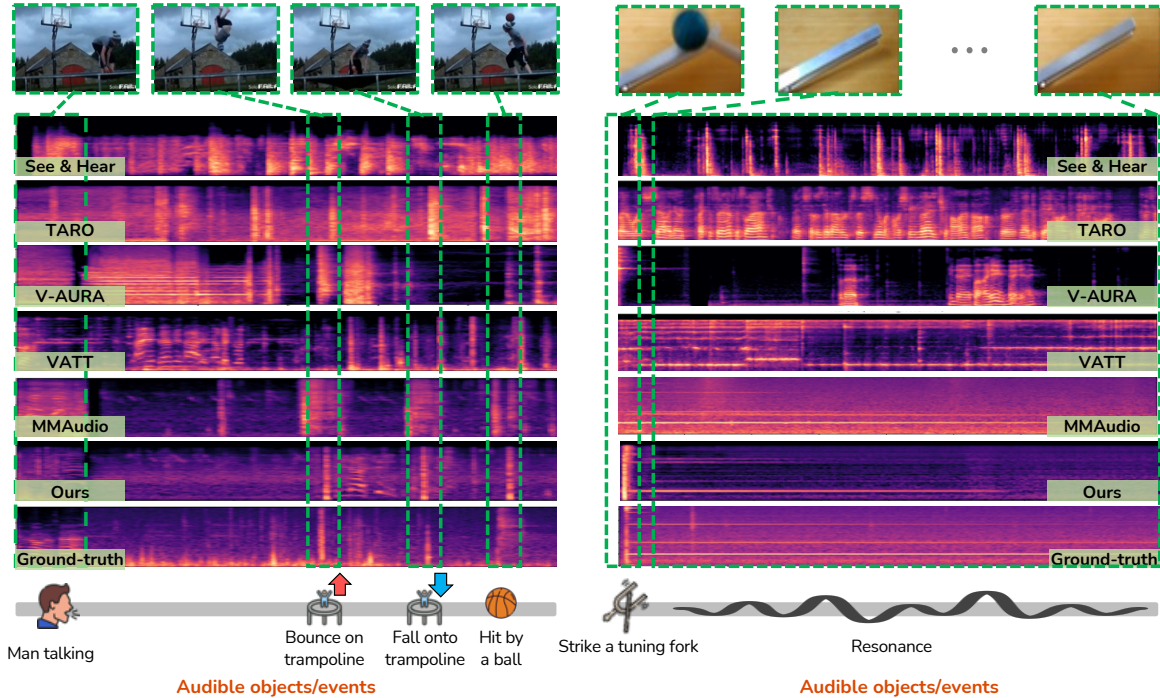 See & Hear
TARO
V-AURA
VATT
MMAudio
Ours
Ground-truth
Man talking
Bounce on
trampoline
Fall onto
trampoline
Hit by
a ball
Audible objects/events
See & Hear
TARO
V-AURA
VATT
MMAudio
Ours
Ground-truth
Strike a tuning fork
Resonance
Audible objects/events